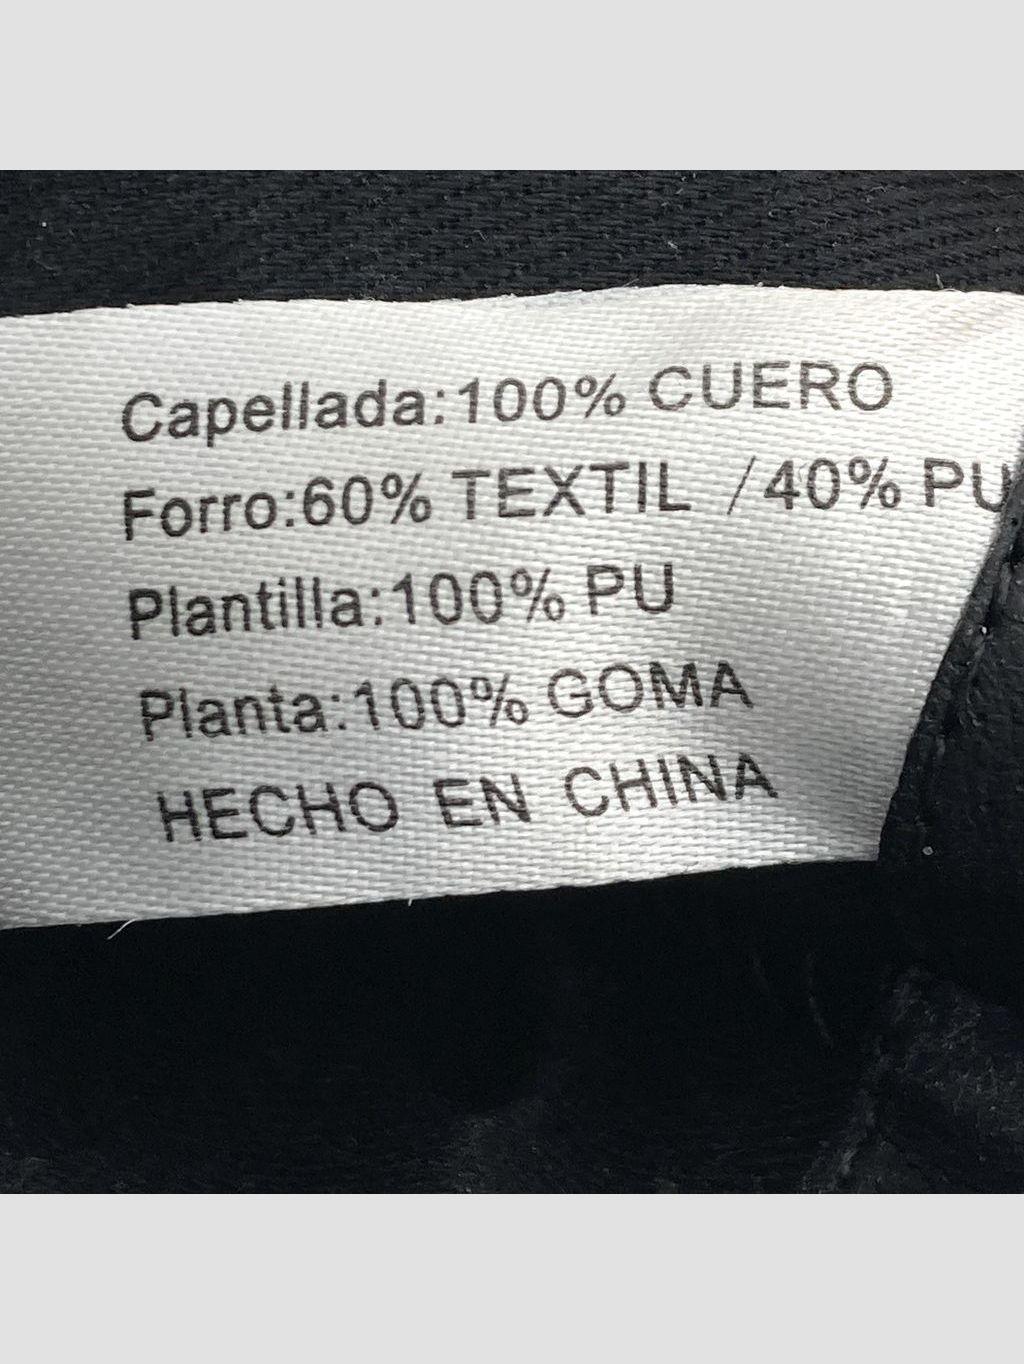 Capellada:100% CUERO
Forro:60% TEXTIL /40% PU
Plantilla:100% PU
Planta:100% GOMA
HECHO EN CHINA